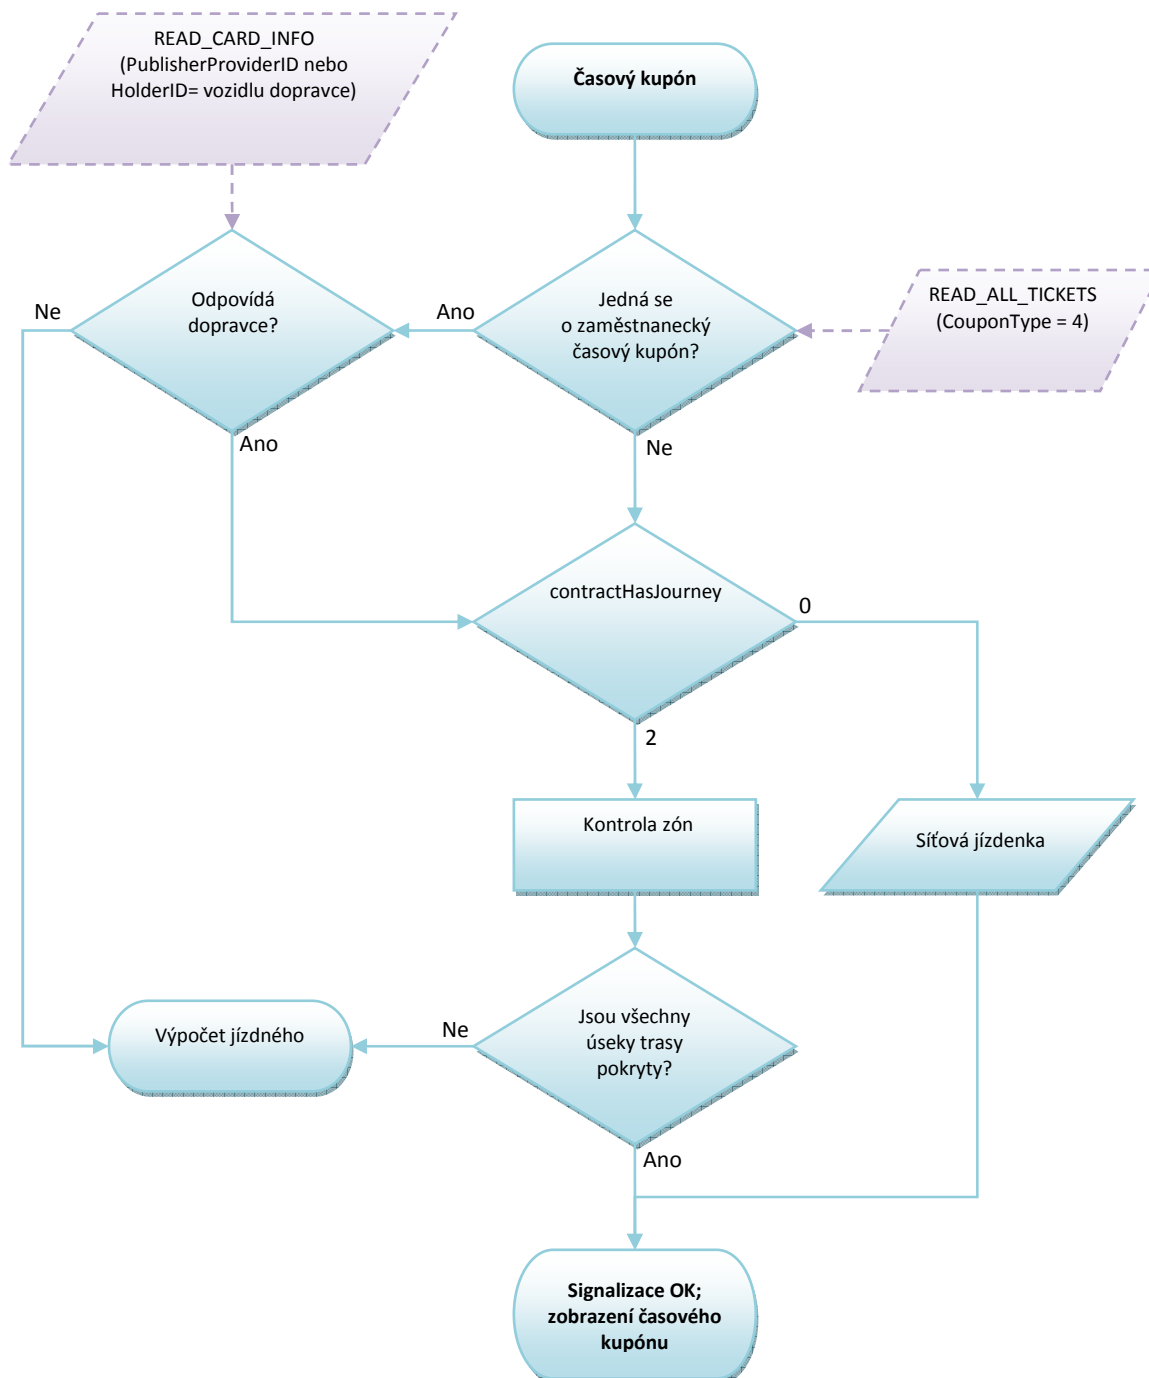 READ_CARD_INFO
(PublisherProviderID nebo
HolderID= vozidlu dopravce)
Časový kupón
Ne
Odpovídá
dopravce?
Ano
Jedná se
o zaměstnanecký
časový kupón?
READ_ALL_TICKETS
(CouponType = 4)
Ano
Ne
contractHasJourney
0
2
Kontrola zón
Síťová jízdenka
Výpočet jízdného
Ne
Jsou všechny
úseky trasy
pokryty?
Ano
Signalizace OK;
zobrazení časového
kupónu